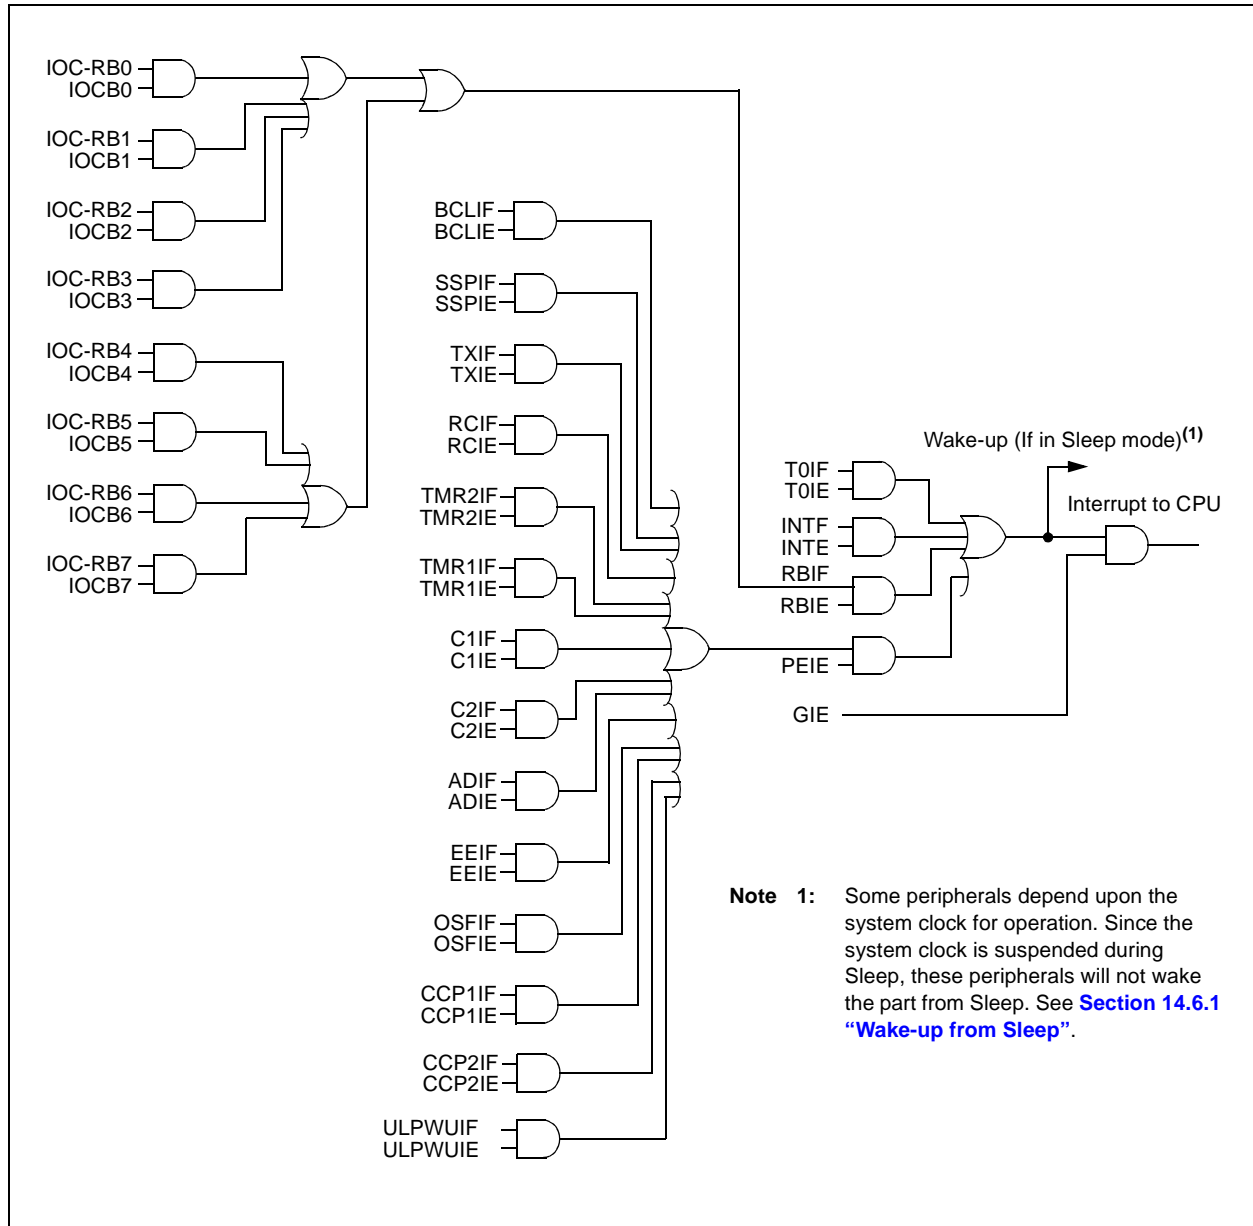 IOC-RB0
IOCB0
IOC-RB1
IOCB1
IOC-RB2
IOCB2
IOC-RB3
IOCB3
IOC-RB4
IOCB4
IOC-RB5
IOCB5
IOC-RB6
IOCB6
IOC-RB7
IOCB7
BCLIF
BCLIE
SSPIF
SSPIE
TXIF
TXIE
RCIF
RCIE
TMR2IF
TMR2IE
TMR1IF
TMR1IE
C1IF
C1IE
C2IF
C2IE
ADIF
ADIE
EEIF
EEIE
OSFIF
OSFIE
CCP1IF
CCP1IE
CCP2IF
CCP2IE
ULPWUIF
ULPWUIE
T0IF
T0IE
INTF
INTE
RBIF
RBIE
PEIE
GIE
Wake-up (If in Sleep mode)(1)
Interrupt to CPU
Note 1: Some peripherals depend upon the
system clock for operation. Since the
system clock is suspended during
Sleep, these peripherals will not wake
the part from Sleep. See Section 14.6.1
“Wake-up from Sleep”.